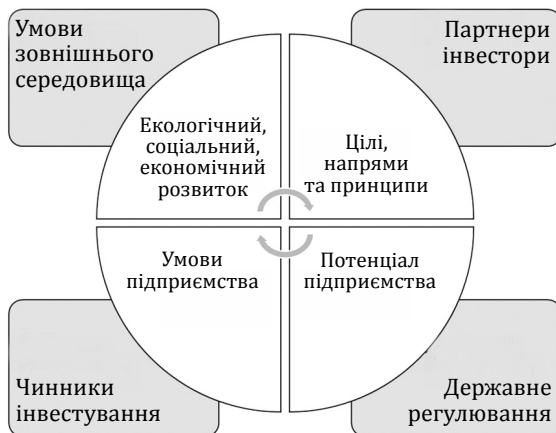 Умови
зовнішнього
середовища
Партнери
інвестори
Екологічний,
соціальний,
економічний
розвиток
Цілі,
напрями
та принципи
Умови
підприємства
Потенціал
підприємства
Чинники
інвестування
Державне
регулювання